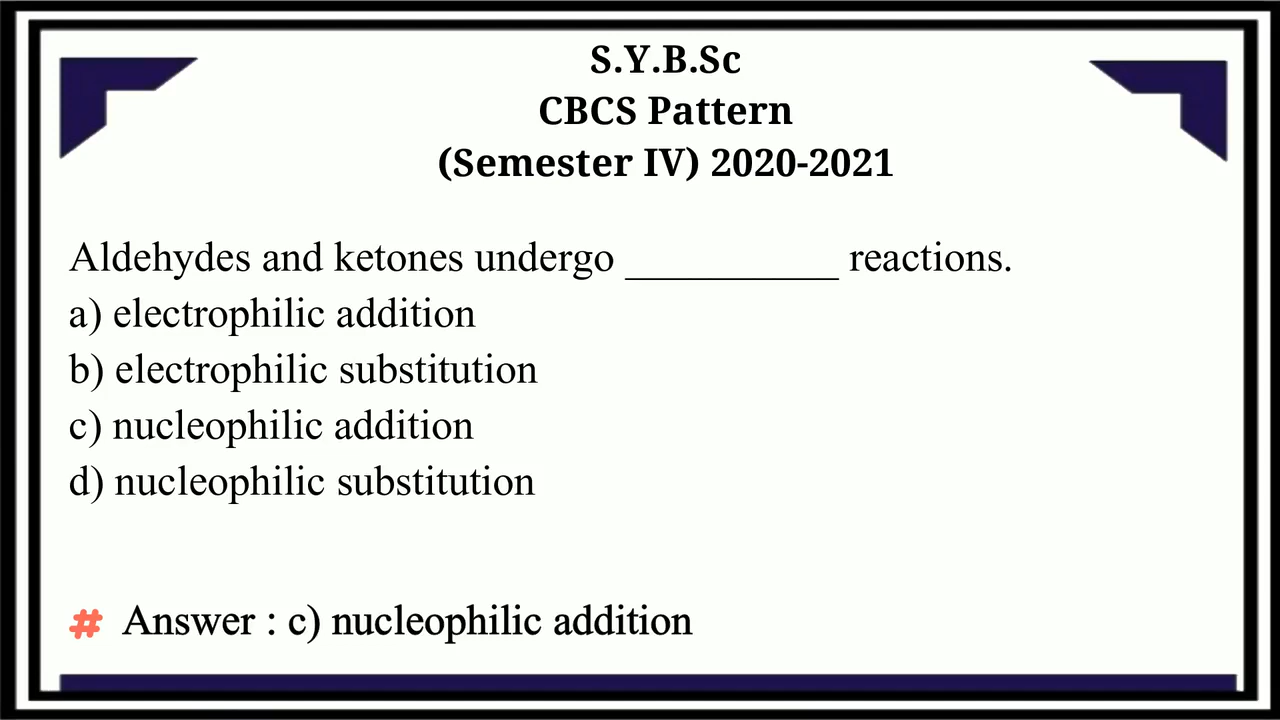 S.Y.B.Sc
CBCS Pattern
(Semester IV) 2020-2021
Aldehydes and ketones undergo __________ reactions.
a) electrophilic addition
b) electrophilic substitution
c) nucleophilic addition
d) nucleophilic substitution
# Answer : c) nucleophilic addition